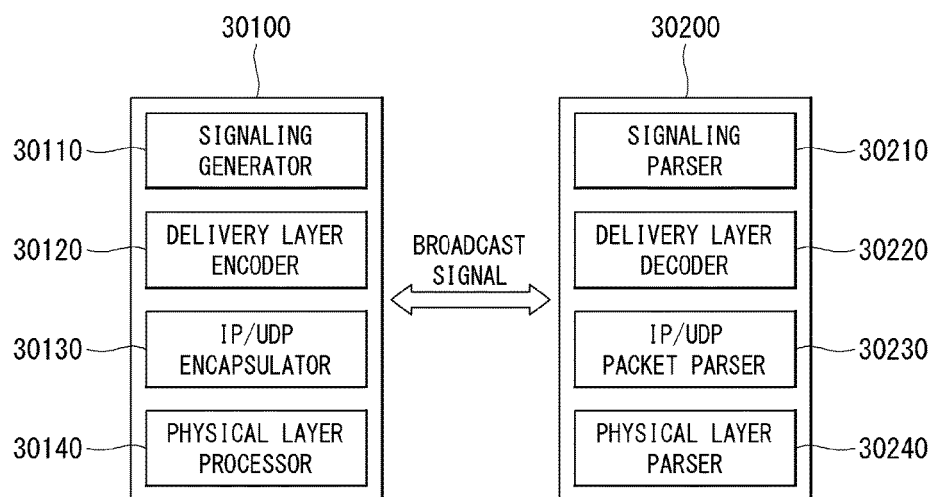 30100
30200
30110
SIGNALING
GENERATOR
SIGNALING
PARSER
30210
30120
DELIVERY LAYER
ENCODER
BROADCAST
SIGNAL
DELIVERY LAYER
DECODER
30220
30130
IP/UDP
ENCAPSULATOR
IP/UDP
PACKET PARSER
30230
30140
PHYSICAL LAYER
PROCESSOR
PHYSICAL LAYER
PARSER
30240